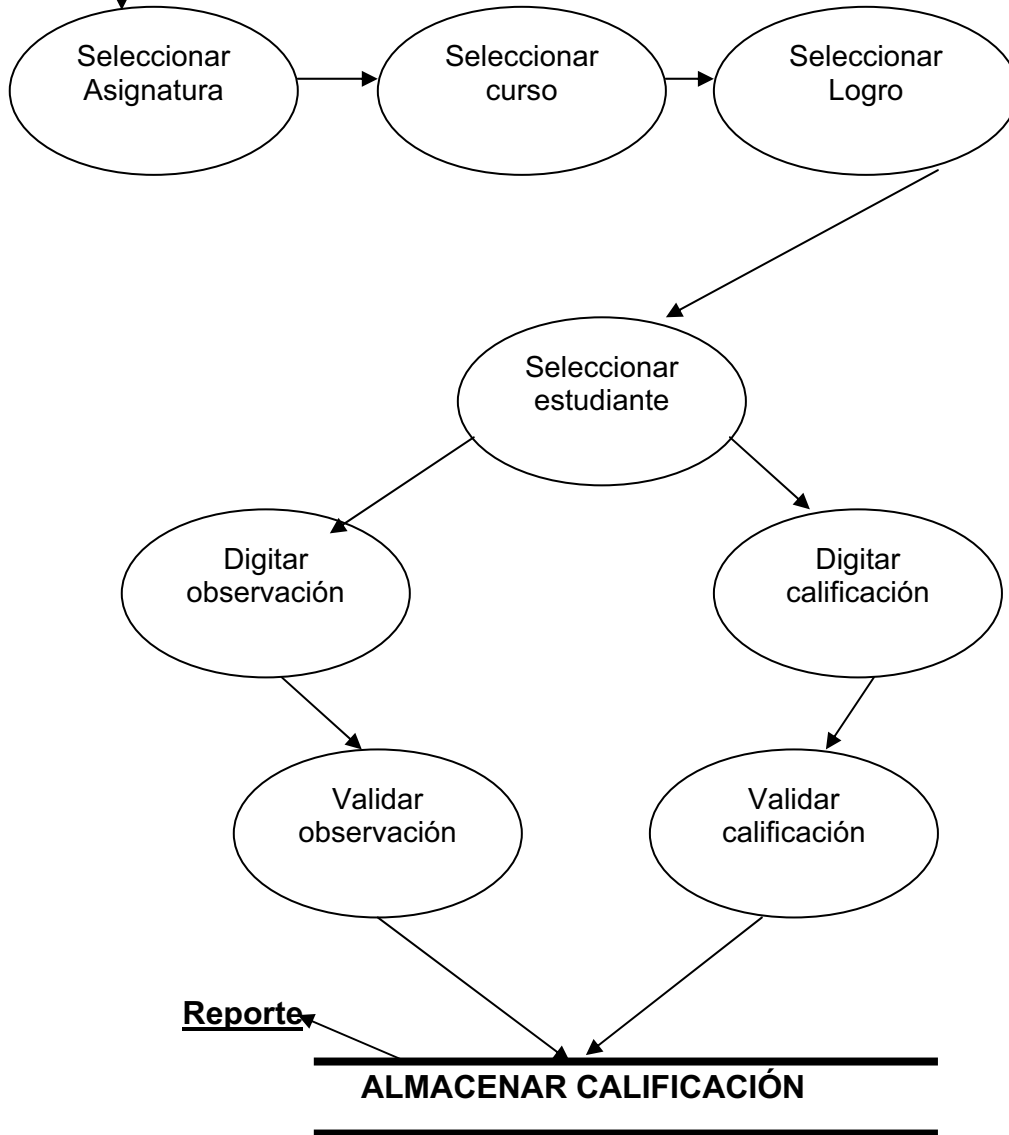 Seleccionar
Asignatura
Seleccionar
curso
Seleccionar
Logro
Seleccionar
estudiante
Digitar
observación
Digitar
calificación
Validar
observación
Validar
calificación
Reporte
ALMACENAR CALIFICACIÓN